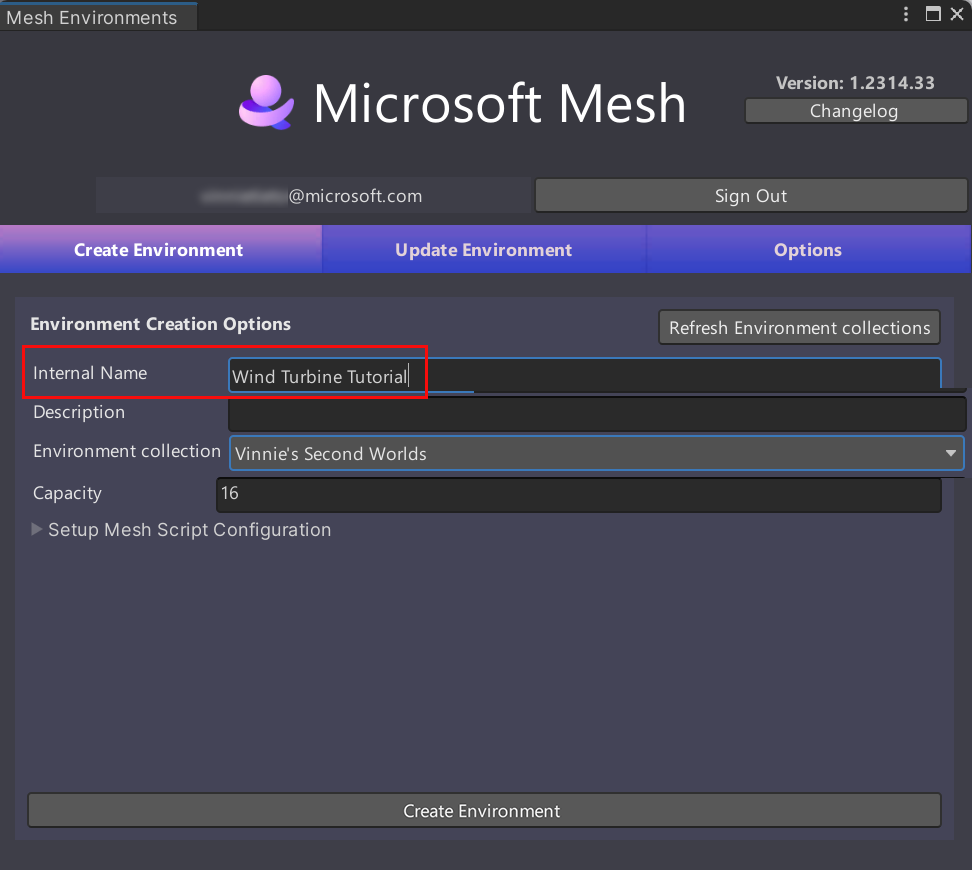 Mesh Environments
Microsoft Mesh
Version: 1.2314.33
Changelog
@microsoft.com
Sign Out
Create Environment
Update Environment
Options
Environment Creation Options
Refresh Environment collections
Internal Name
Wind Turbine Tutorial
Description
Environment collection
Vinnie's Second Worlds
Capacity
16
Setup Mesh Script Configuration
Create Environment